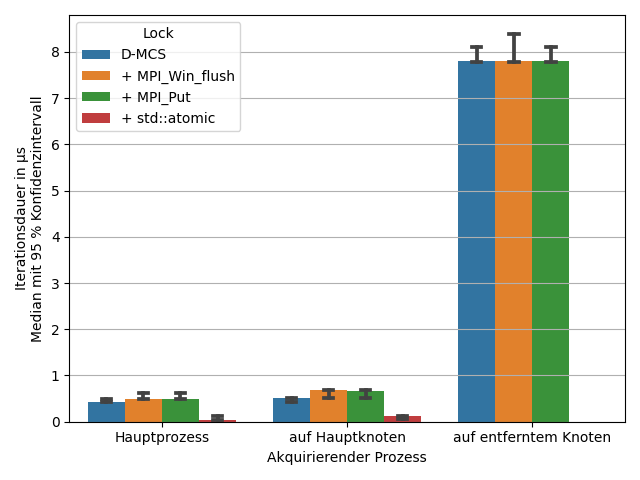 Lock
D-MCS
+ MPI_Win_flush
+ MPI_Put
+ std::atomic
Iterationsdauer in µs
Median mit 95 % Konfidenzintervall
8
7
6
5
4
3
2
1
0
Hauptprozess
auf Hauptknoten
auf entferntem Knoten
Akquirierender Prozess